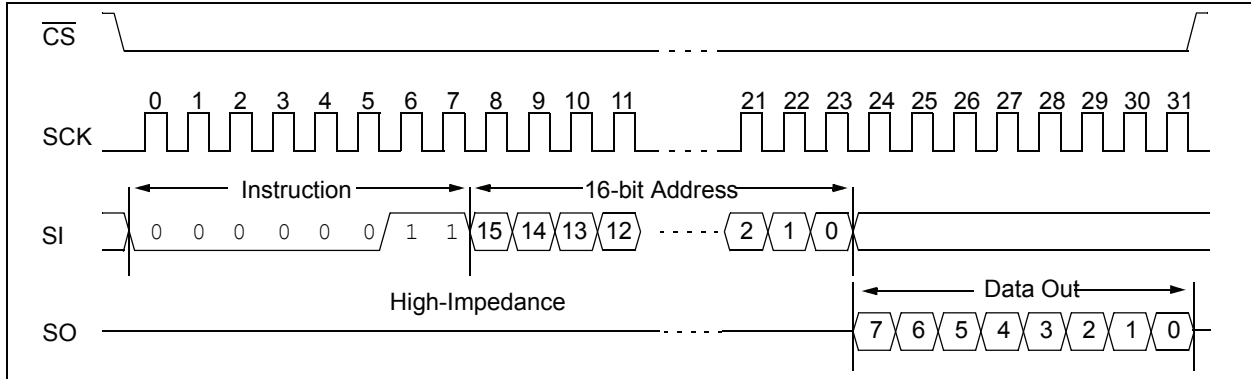 CS
0 1 2 3 4 5 6 7 8 9 10 11 21 22 23 24 25 26 27 28 29 30 31
SCK
Instruction 16-bit Address
SI 0 0 0 0 0 0 1 1 15 14 13 12 2 1 0
High-Impedance Data Out
SO 7 6 5 4 3 2 1 0